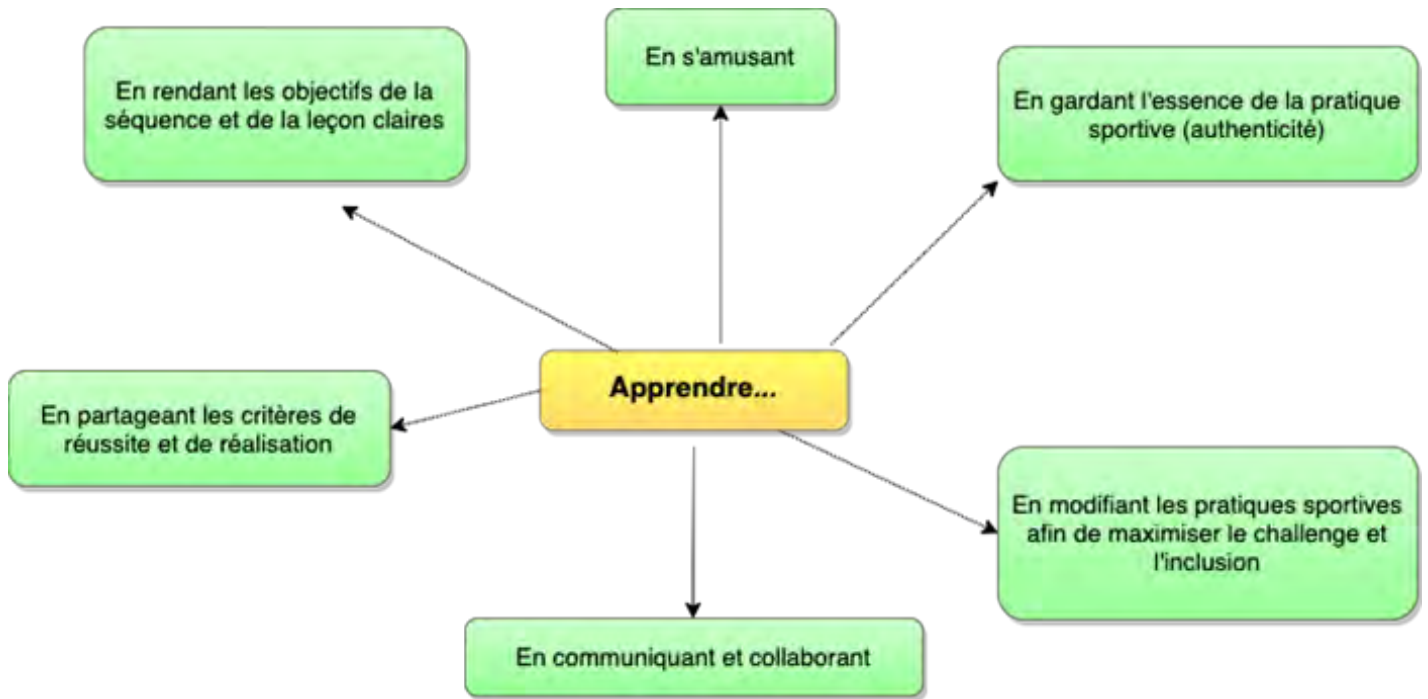 En s'amusant
En rendant les objectifs de la
séquence et de la leçon claires
En gardant l'essence de la pratique
sportive (authenticité)
Apprendre...
En partageant les critères de
réussite et de réalisation
En modifiant les pratiques sportives
afin de maximiser le challenge et
l'inclusion
En communiquant et collaborant